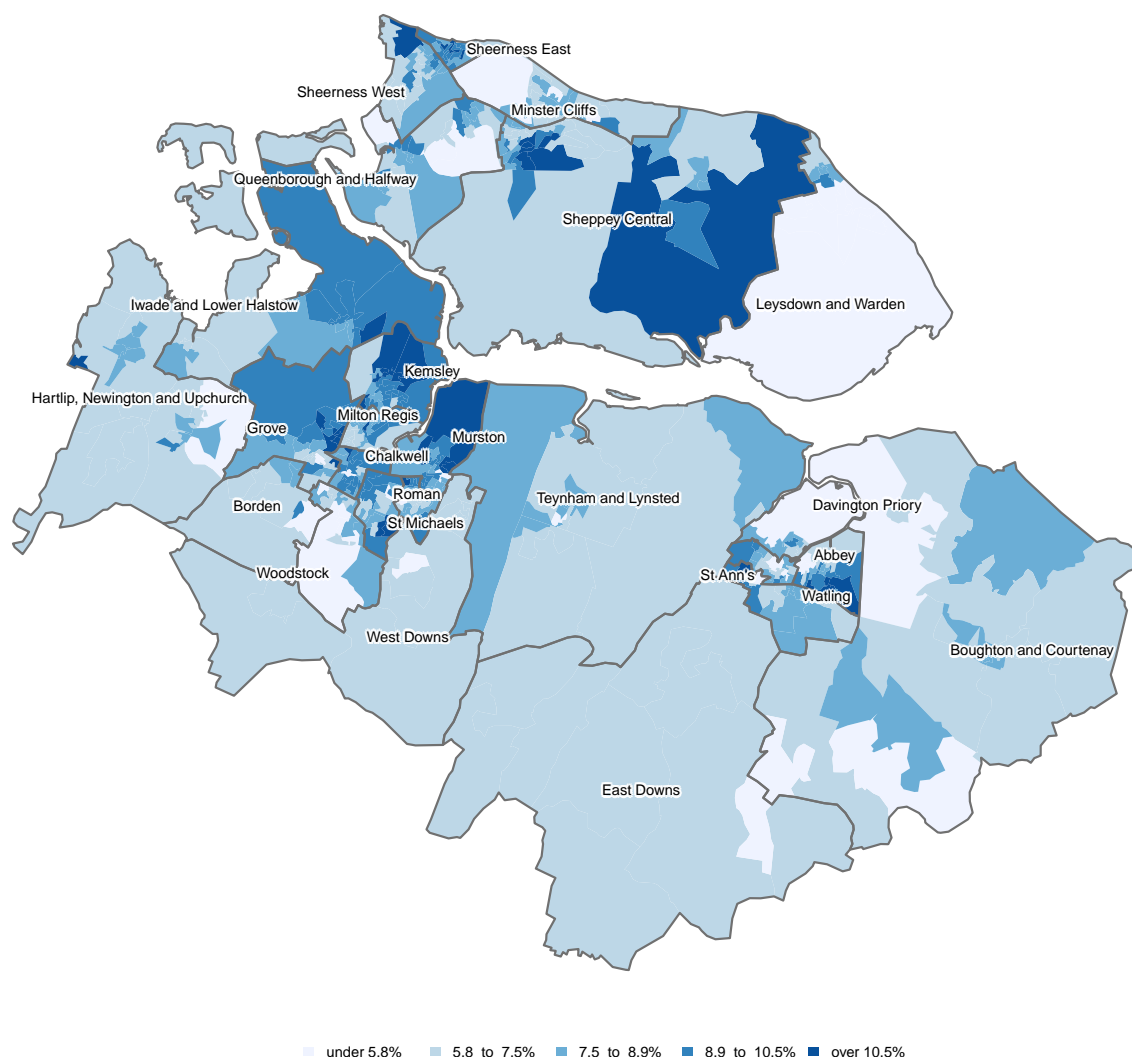 Sheerness East
Sheerness West
Minster Cliffs
Queenborough and Halfway
Sheppey Central
Iwade and Lower Halstow
Leysdown and Warden
Kemsley
Hartlip, Newington and Upchurch
Milton Regis
Grove
Murston
Chalkwell
Roman
Teynham and Lynsted
Borden
Davington Priory
St Michaels
Abbey
Woodstock
St Ann's
Watling
West Downs
Boughton and Courtenay
East Downs
under 5.8% 5.8 to 7.5% 7.5 to 8.9% 8.9 to 10.5% over 10.5%